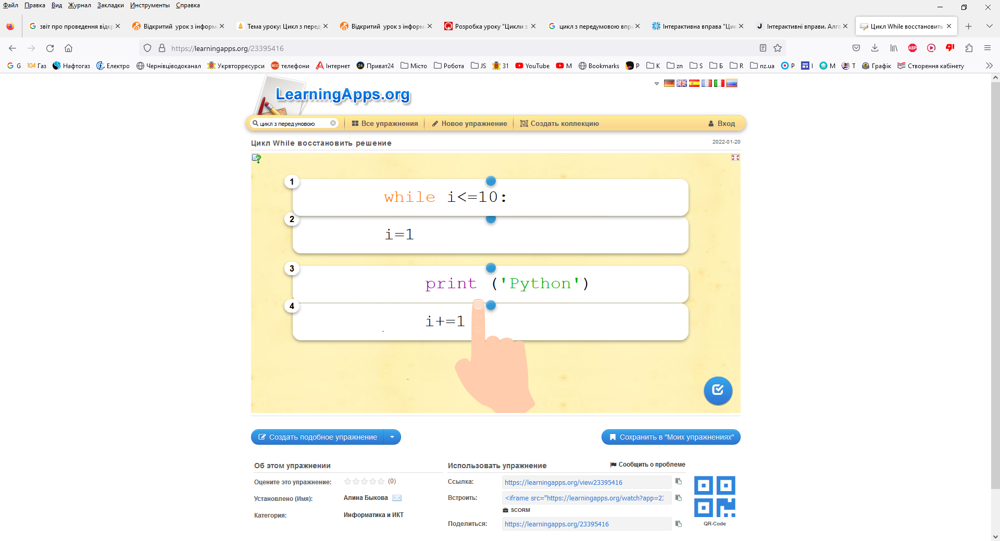 Файл Правка Вид Журнал Закладки Инструменты Справка
звіт про проведення відкр
Відкритий урок з інформ
Тема уроку: Цикл з перед
Відкритий урок з інформ
Розробка уроку "Цикли з
цикл з передумовою впра
Інтерактивна вправа "Цик
Інтерактивні вправи. Алго
Цикл While восстановить
https://learningapps.org/23395416
G Газ Нафтогаз Електро Чернівціводоканал Укрвторресурси телефони Інтернет Приват24 Місто Робота JS 31 YouTube М Bookmarks Р К zn S Б R nz.ua Р І М Т Графік Створення кабінету
LearningApps.org
цикл з передумовою Все упражнения Новое упражнение Создать коллекцию Вход
Цикл While восстановить решение 2022-01-20
1
while i<=10:
2
i=1
3
print ('Python')
4
i+=1
Создать подобное упражнение Сохранить в "Моих упражнениях"
Об этом упражнении
Оцените это упражнение: (0)
Установлено (Имя): Алина Быкова
Категория: Информатика и ИКТ
Использовать упражнение Сообщить о проблеме
Ссылка: https://learningapps.org/view23395416
Встроить: <iframe src="https://learningapps.org/watch?app=23
SCORM
Поделиться: https://learningapps.org/23395416
QR-Code